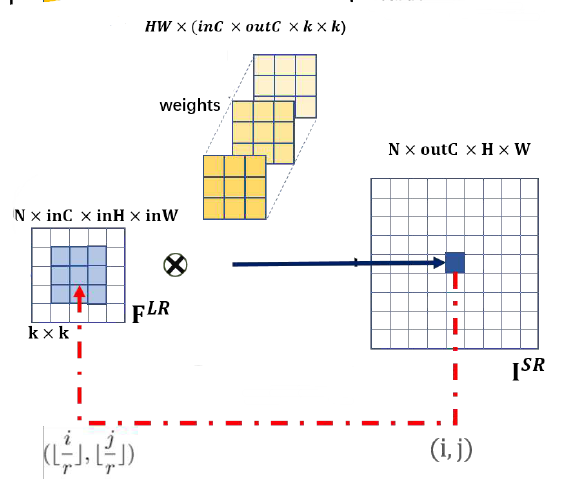 HW × (inC × outC × k × k)
weights
N × outC × H × W
N × inC × inH × inW
F^{LR}
k × k
I^{SR}
(⌊i/r⌋, ⌊j/r⌋)
(i, j)